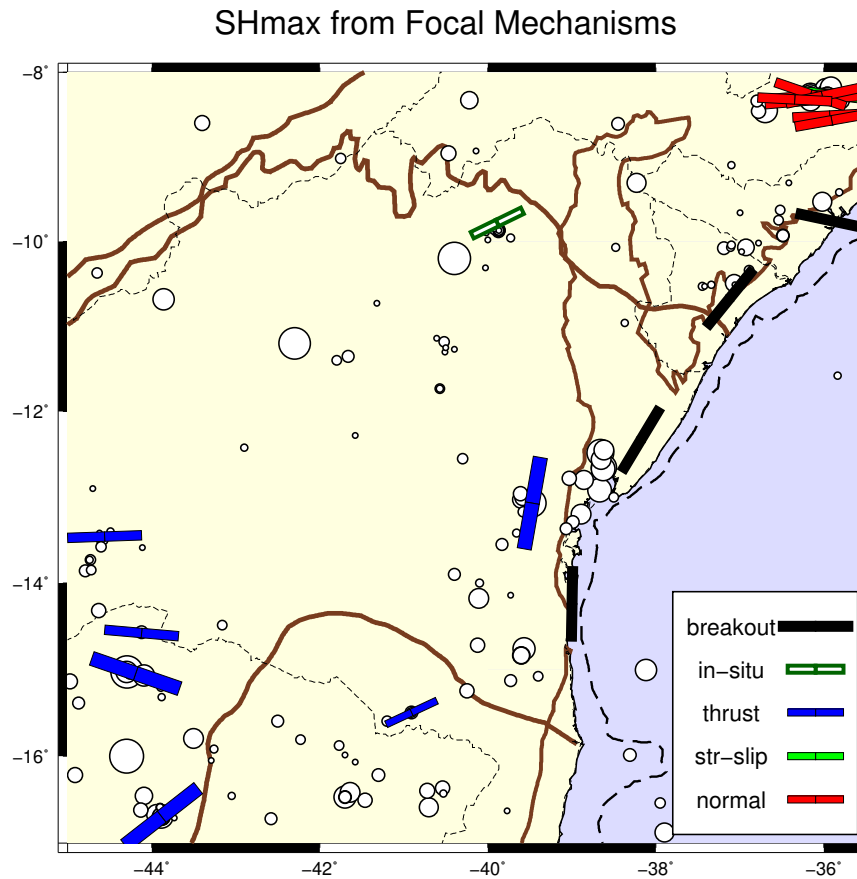 SHmax from Focal Mechanisms
−8°
−10°
−12°
−14°
−16°
breakout
in−situ
thrust
str−slip
normal
−44 −42 −40 −38 −36